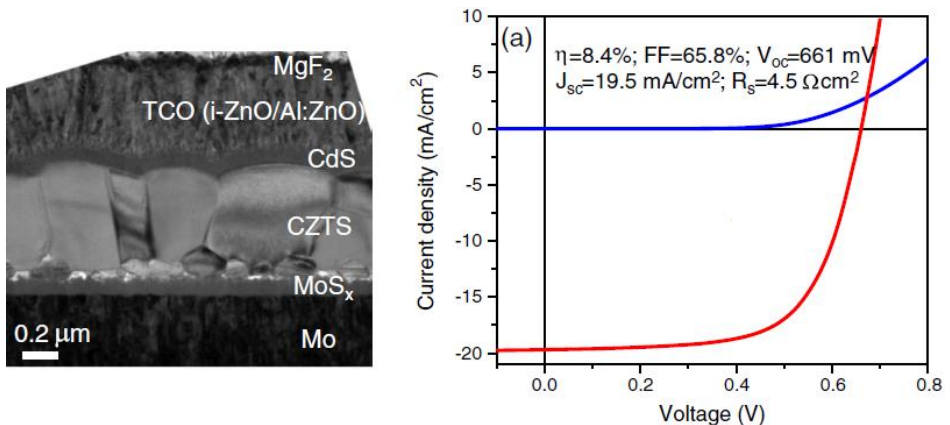 MgF₂
TCO (i-ZnO/Al:ZnO)
CdS
CZTS
MoSₓ
0.2 μm
Mo
(a)
η=8.4%; FF=65.8%; Voc=661 mV
Jsc=19.5 mA/cm²; Rs=4.5 Ωcm²
Current density (mA/cm²)
10
5
0
-5
-10
-15
-20
0.0 0.2 0.4 0.6 0.8
Voltage (V)